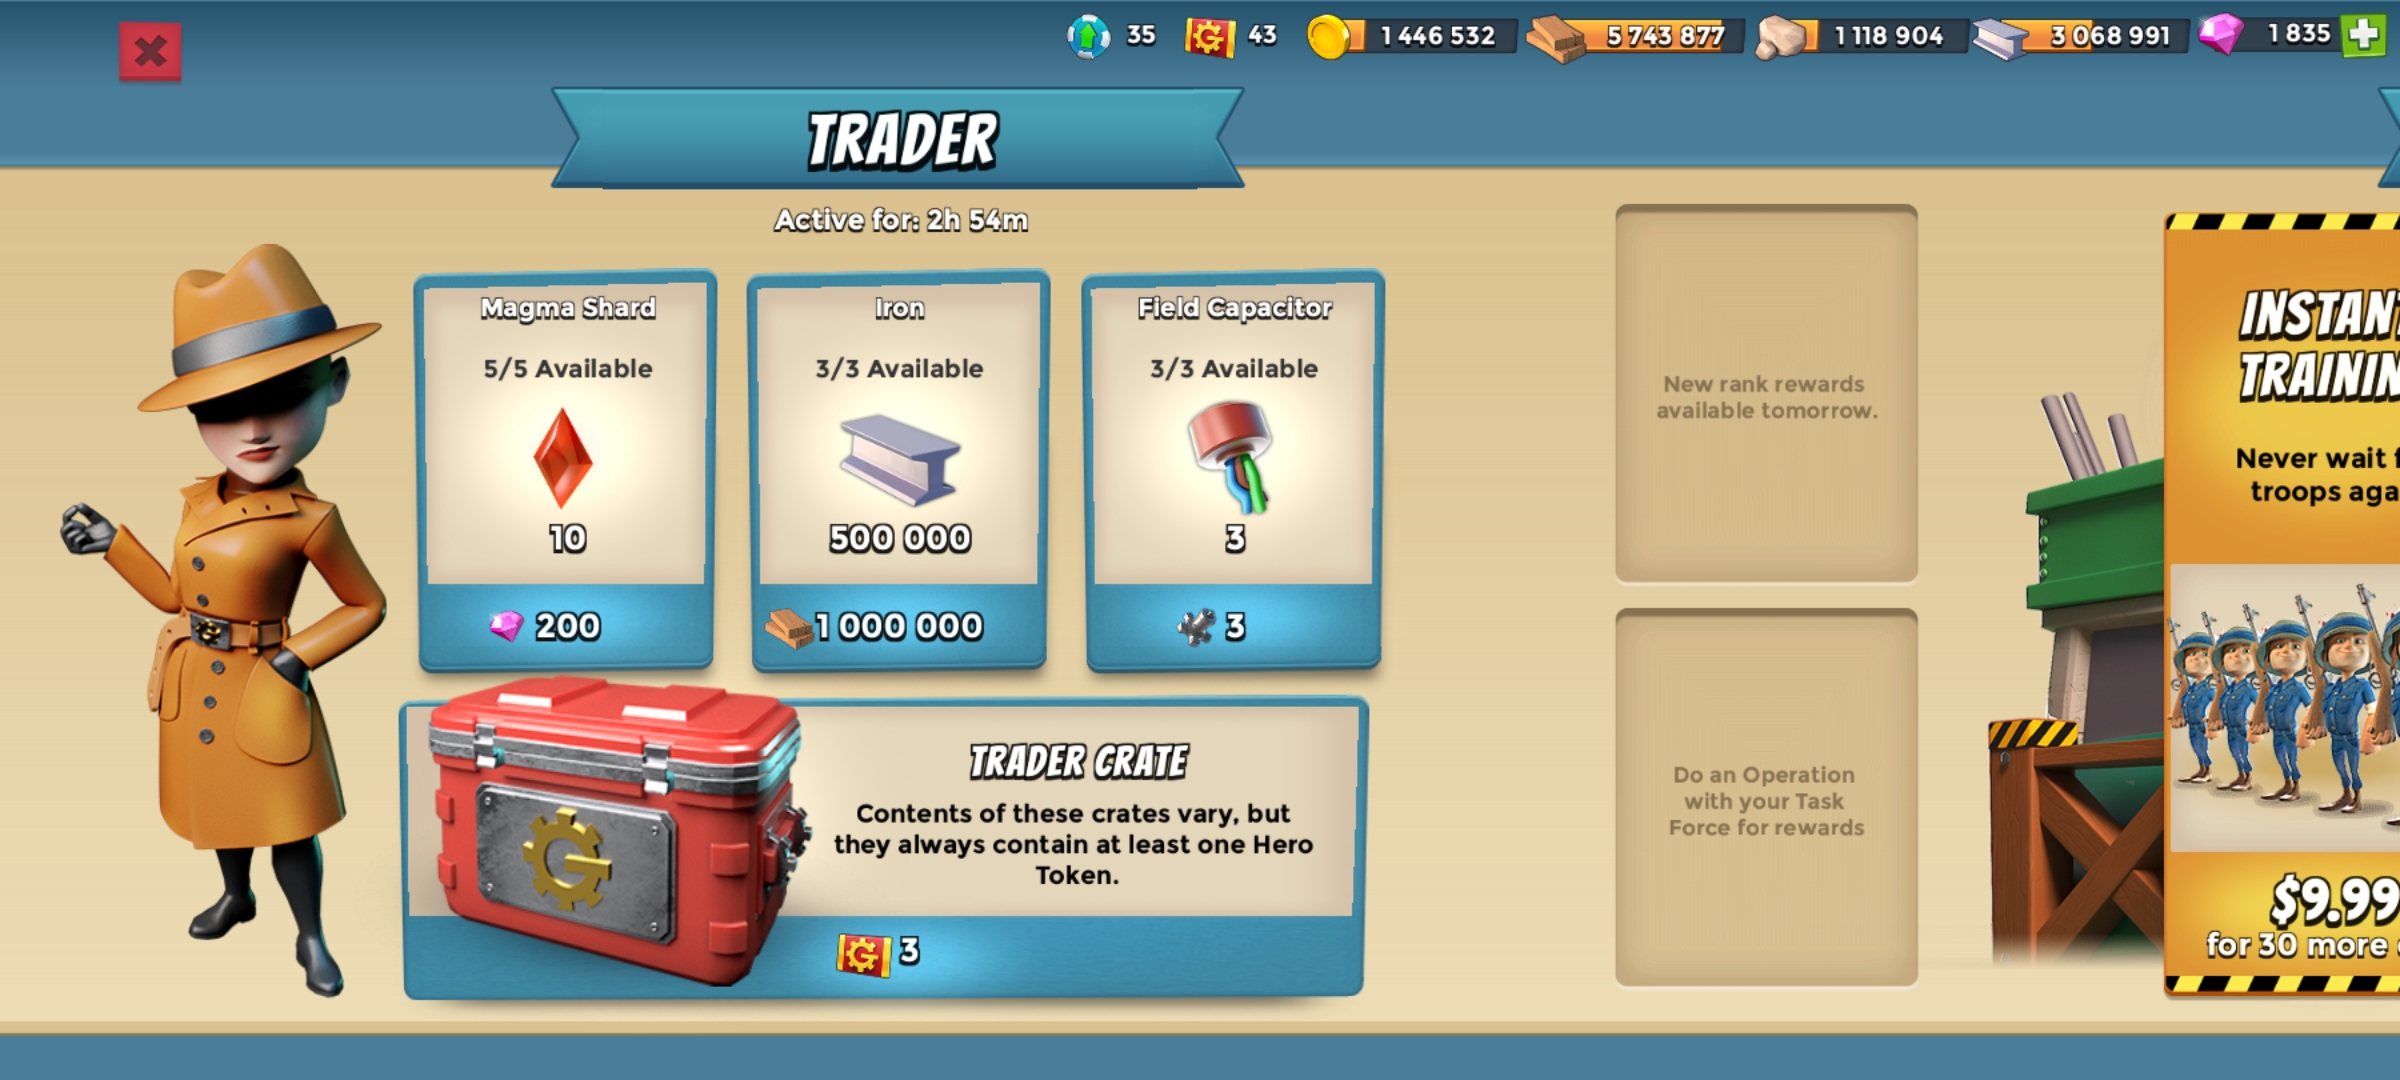 35 43 1 446 532 5 743 877 1 118 904 3 068 991 1 835
TRADER
Active for: 2h 54m
Magma Shard
5/5 Available
10
200
Iron
3/3 Available
500 000
1 000 000
Field Capacitor
3/3 Available
3
3
TRADER CRATE
Contents of these crates vary, but
they always contain at least one Hero
Token.
3
New rank rewards
available tomorrow.
Do an Operation
with your Task
Force for rewards
Never wait
troops
$9.99
for 30 more